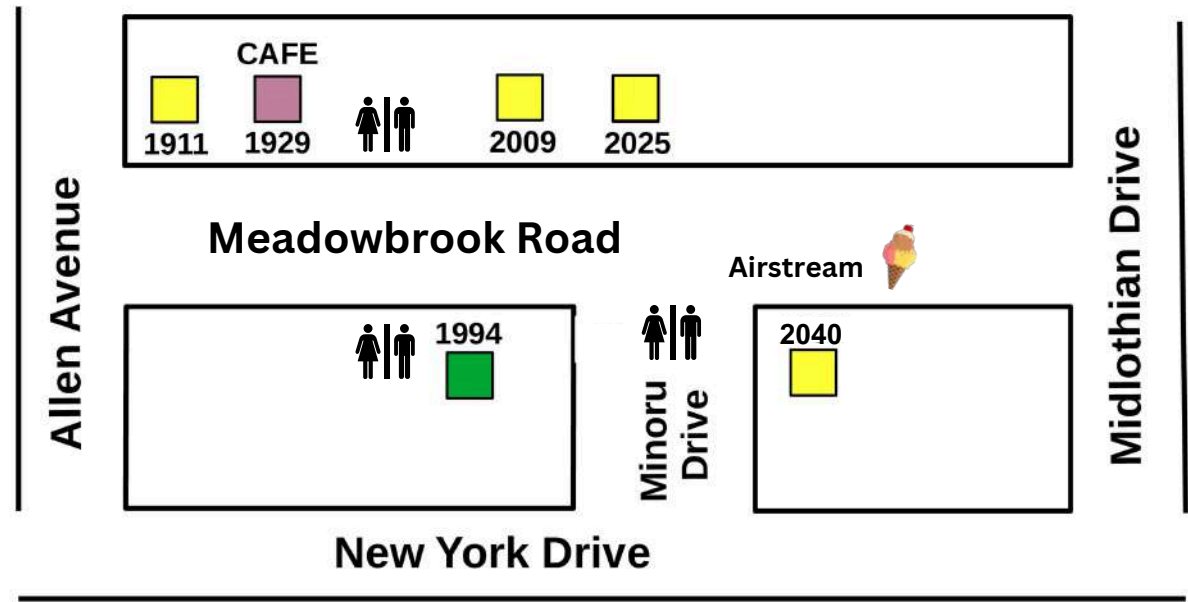 CAFE
1911
1929
2009
2025
Allen Avenue
Meadowbrook Road
Airstream
Midlothian Drive
1994
2040
Minoru
Drive
New York Drive